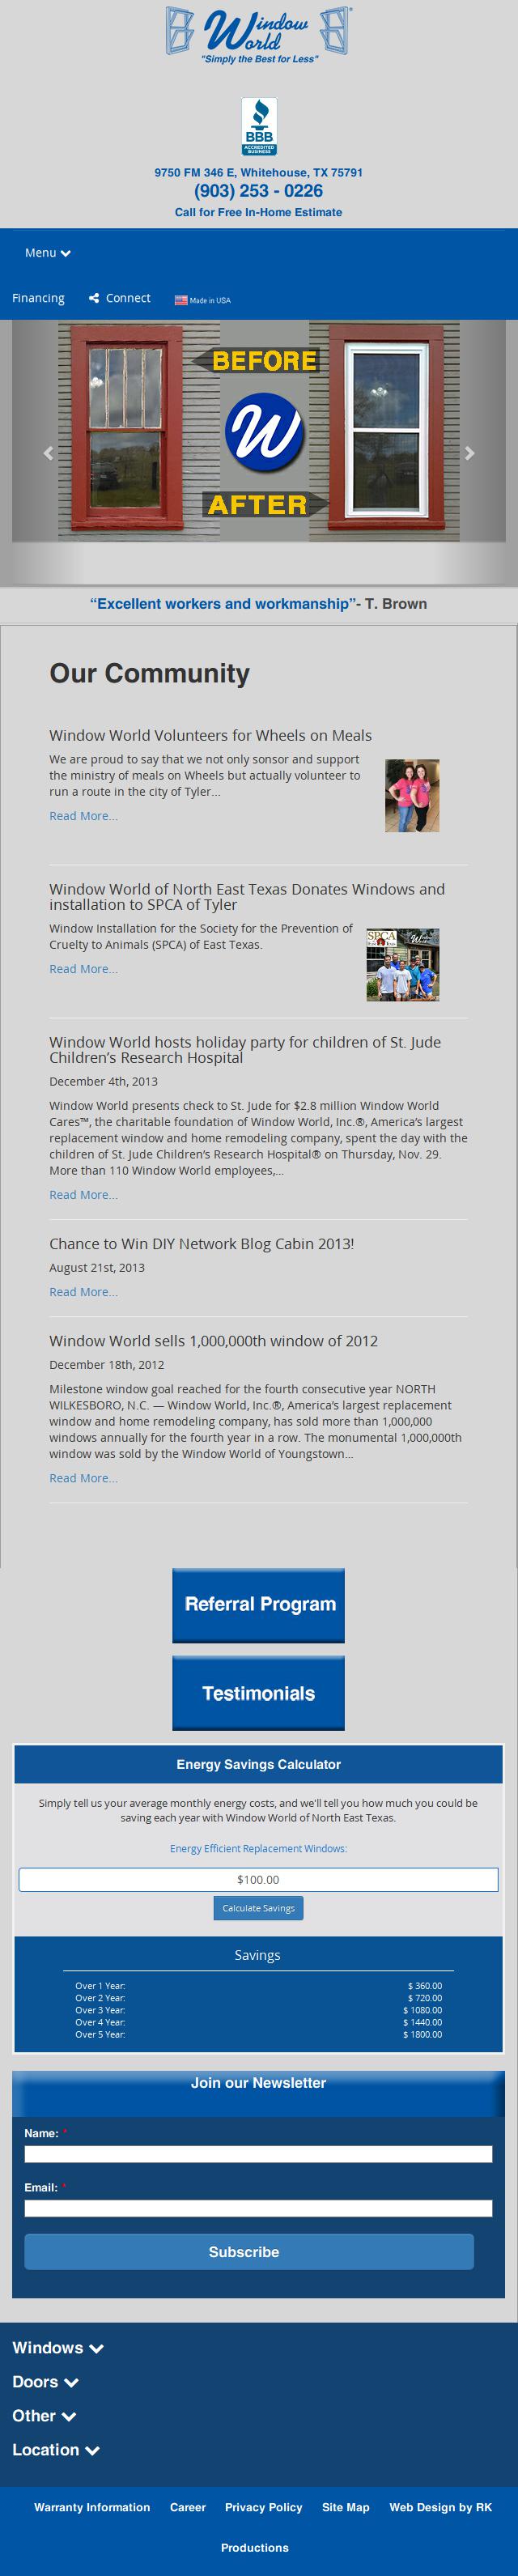 Window
World®
"Simply the Best for Less"
BBB
ACCREDITED
BUSINESS
9750 FM 346 E, Whitehouse, TX 75791
(903) 253 - 0226
Call for Free In-Home Estimate
Menu
Financing
Connect
Made in USA
BEFORE
W
AFTER
“Excellent workers and workmanship”- T. Brown
Our Community
Window World Volunteers for Wheels on Meals
We are proud to say that we not only sonsor and support
the ministry of meals on Wheels but actually volunteer to
run a route in the city of Tyler...
Read More...
Window World of North East Texas Donates Windows and
installation to SPCA of Tyler
Window Installation for the Society for the Prevention of
Cruelty to Animals (SPCA) of East Texas.
SPCA
Read More...
Window World hosts holiday party for children of St. Jude
Children’s Research Hospital
December 4th, 2013
Window World presents check to St. Jude for $2.8 million Window World
Cares™, the charitable foundation of Window World, Inc.®, America’s largest
replacement window and home remodeling company, spent the day with the
children of St. Jude Children’s Research Hospital® on Thursday, Nov. 29.
More than 110 Window World employees,...
Read More...
Chance to Win DIY Network Blog Cabin 2013!
August 21st, 2013
Read More...
Window World sells 1,000,000th window of 2012
December 18th, 2012
Milestone window goal reached for the fourth consecutive year NORTH
WILKESBORO, N.C. — Window World, Inc.®, America’s largest replacement
window and home remodeling company, has sold more than 1,000,000
windows annually for the fourth year in a row. The monumental 1,000,000th
window was sold by the Window World of Youngstown...
Read More...
Referral Program
Testimonials
Energy Savings Calculator
Simply tell us your average monthly energy costs, and we'll tell you how much you could be
saving each year with Window World of North East Texas.
Energy Efficient Replacement Windows:
$100.00
Calculate Savings
Savings
Over 1 Year: $ 360.00
Over 2 Year: $ 720.00
Over 3 Year: $ 1080.00
Over 4 Year: $ 1440.00
Over 5 Year: $ 1800.00
Join our Newsletter
Name: *
Email: *
Subscribe
Windows
Doors
Other
Location
Warranty Information Career Privacy Policy Site Map Web Design by RK
Productions